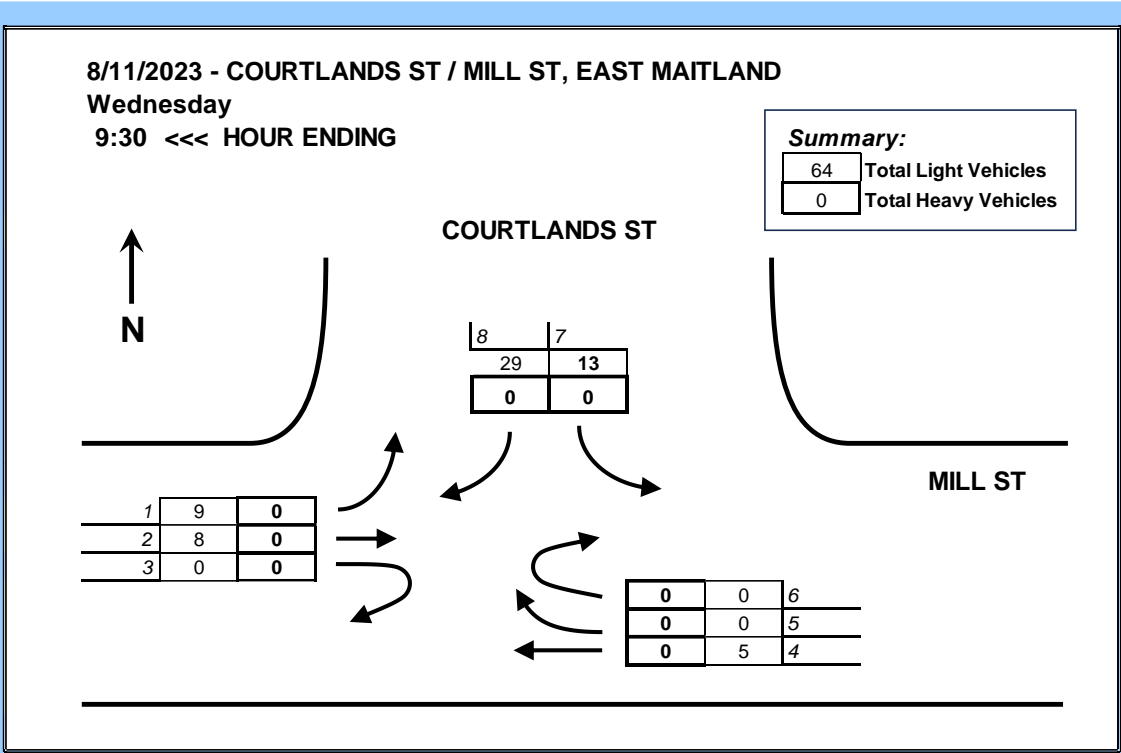 8/11/2023 - COURTLANDS ST / MILL ST, EAST MAITLAND
Wednesday
9:30 <<< HOUR ENDING
Summary:
64 Total Light Vehicles
0 Total Heavy Vehicles
COURTLANDS ST
N
8 7
29 13
0 0
MILL ST
1 9 0
2 8 0
3 0 0
0 0 6
0 0 5
0 5 4